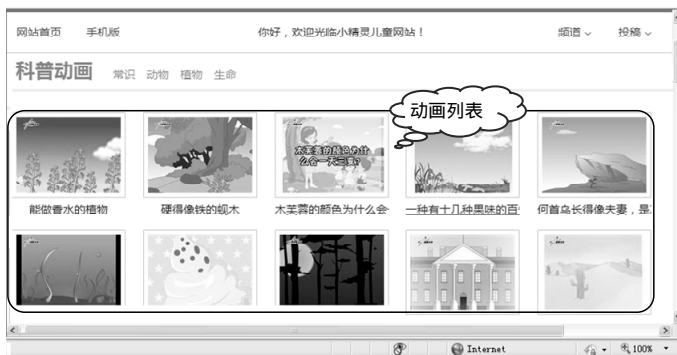 网站首页 手机版 你好，欢迎光临小精灵儿童网站！ 频道 投稿
科普动画 常识 动物 植物 生命
动画列表
木芙蓉的颜色为什
么会一天三变？
能做香水的植物 硬得像铁的蚬木 木芙蓉的颜色为什么会一 一种有十几种果味的百 何首乌长得像夫妻，是
Internet 100%